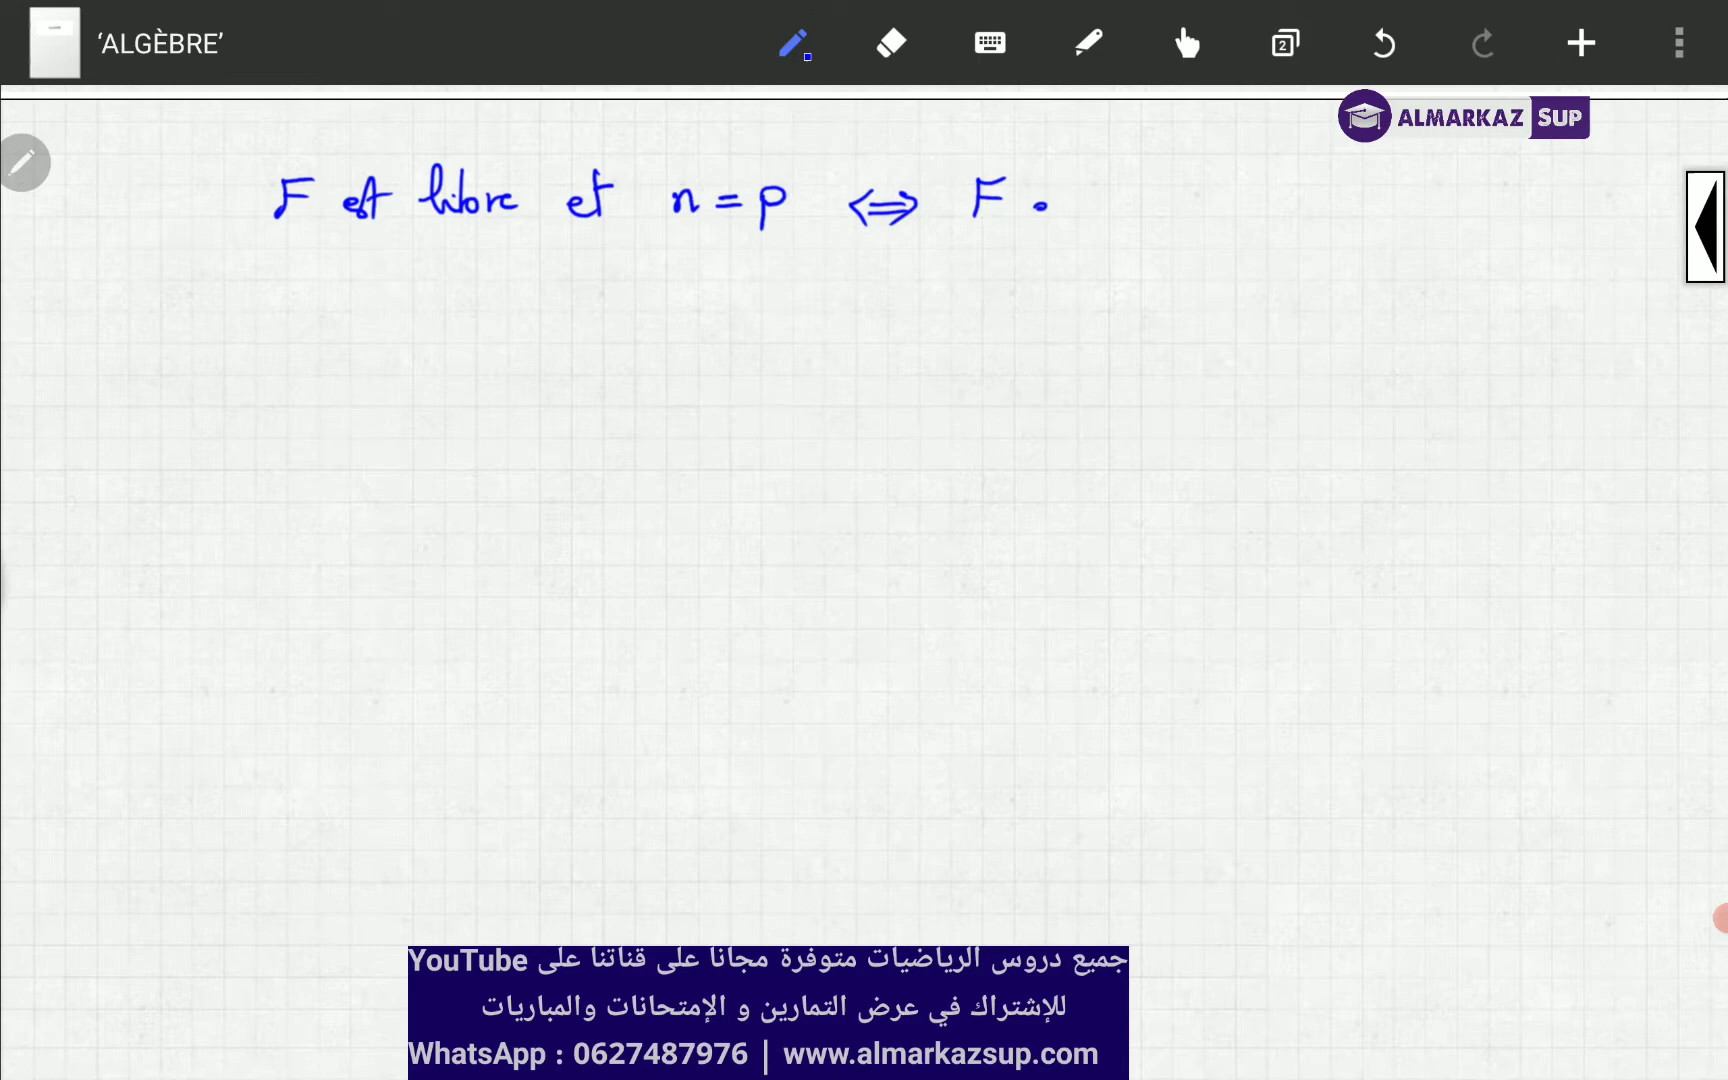 ‘ALGÈBRE’
2
ALMARKAZ SUP
F est libre et n = p ⟺ F .
جميع دروس الرياضيات متوفرة مجانا على قناتنا على YouTube
للإشتراك في عرض التمارين و الإمتحانات والمباريات
WhatsApp : 0627487976 | www.almarkazsup.com